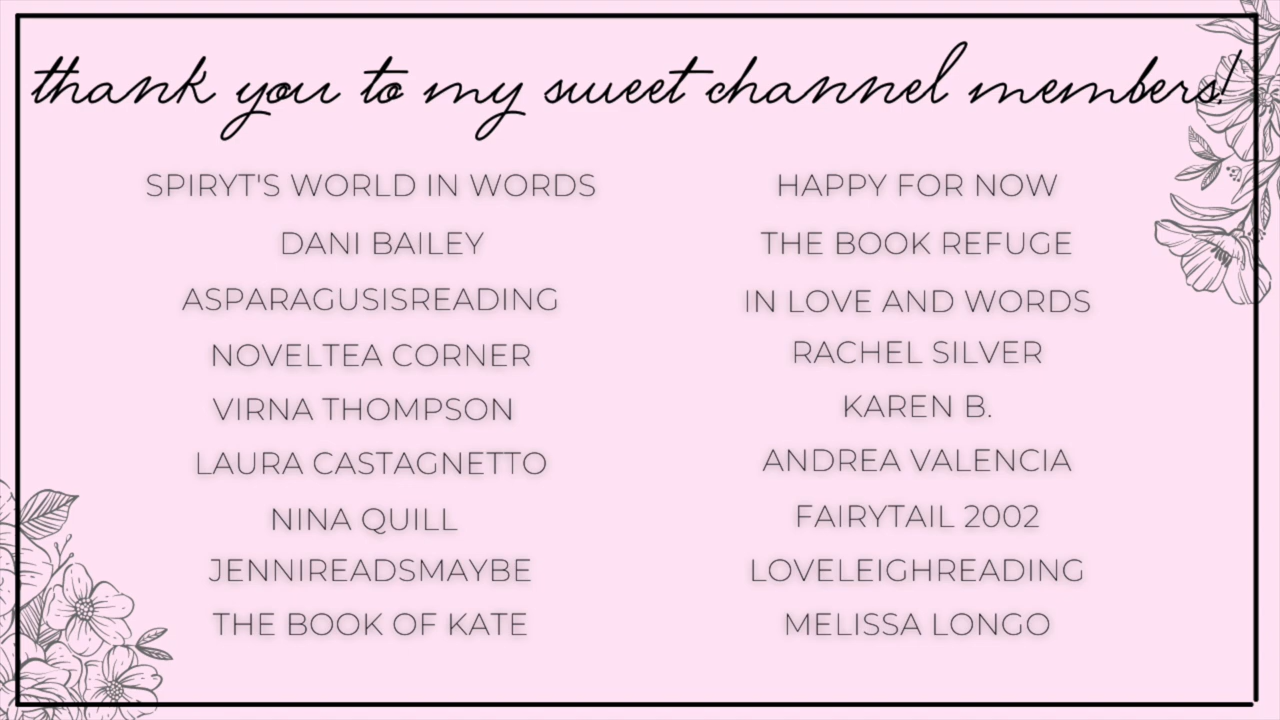 thank you to my sweet channel members!
SPIRYT'S WORLD IN WORDS
DANI BAILEY
ASPARAGUSISREADING
NOVELTEA CORNER
VIRNA THOMPSON
LAURA CASTAGNETTO
NINA QUILL
JENNIREADSMAYBE
THE BOOK OF KATE
HAPPY FOR NOW
THE BOOK REFUGE
IN LOVE AND WORDS
RACHEL SILVER
KAREN B.
ANDREA VALENCIA
FAIRYTAIL 2002
LOVELEIGHREADING
MELISSA LONGO